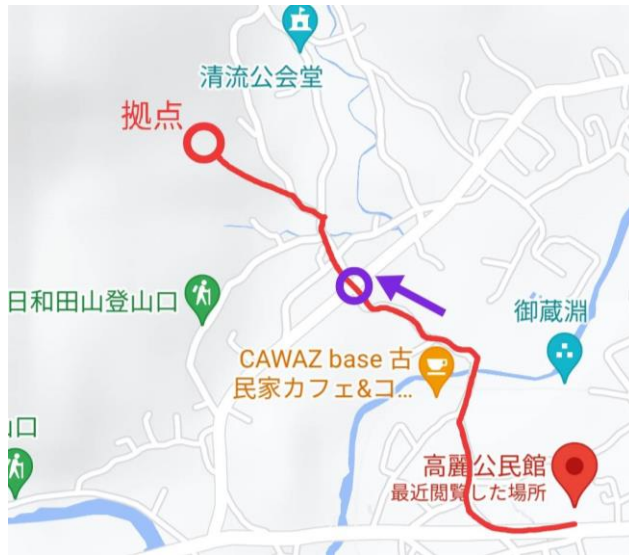 清流公会堂
拠点
日和田山登山口
御蔵淵
CAWAZ base 古
民家カフェ&コ...
山口
高麗公民館
最近閲覧した場所